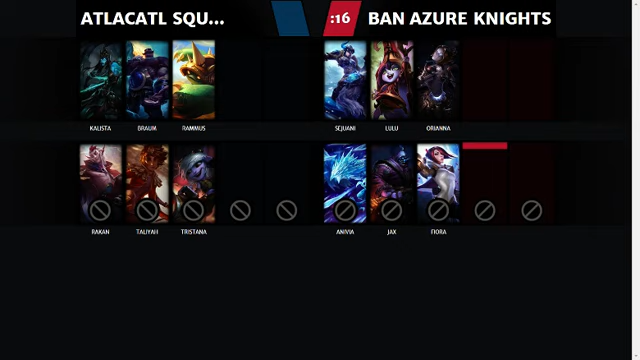 ATLACATL SQU... :16 BAN AZURE KNIGHTS
KALISTA BRAUM RAMMUS SEJUANI LULU ORIANNA
RAKAN TALIYAH TRISTANA ANIVIA JAX FIORA